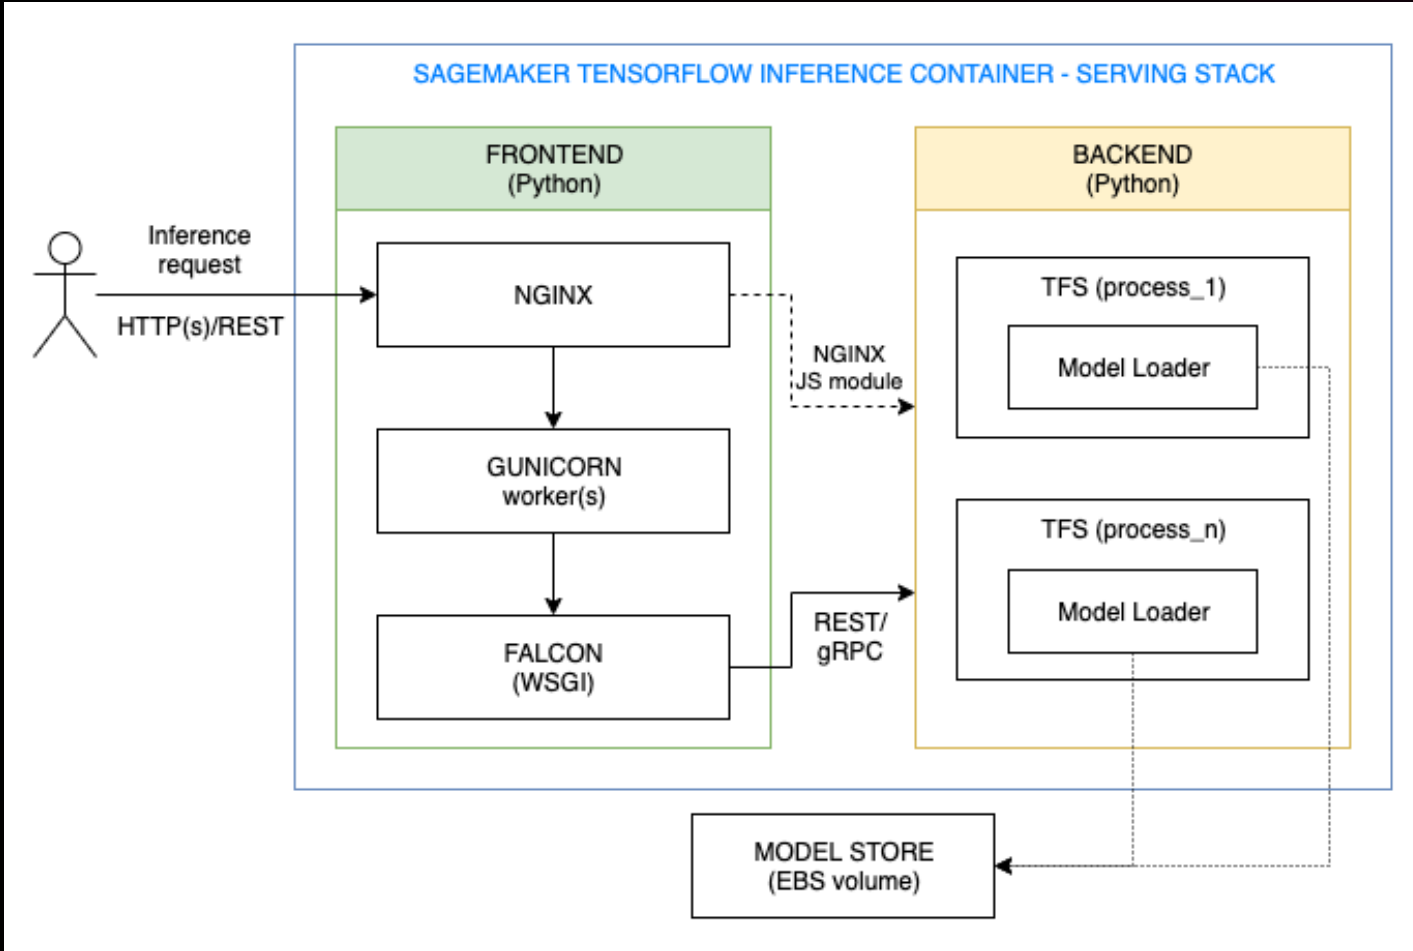 SAGEMAKER TENSORFLOW INFERENCE CONTAINER - SERVING STACK
FRONTEND
(Python)
BACKEND
(Python)
Inference
request
HTTP(s)/REST
NGINX
NGINX
JS module
GUNICORN
worker(s)
FALCON
(WSGI)
REST/
gRPC
TFS (process_1)
Model Loader
TFS (process_n)
Model Loader
MODEL STORE
(EBS volume)